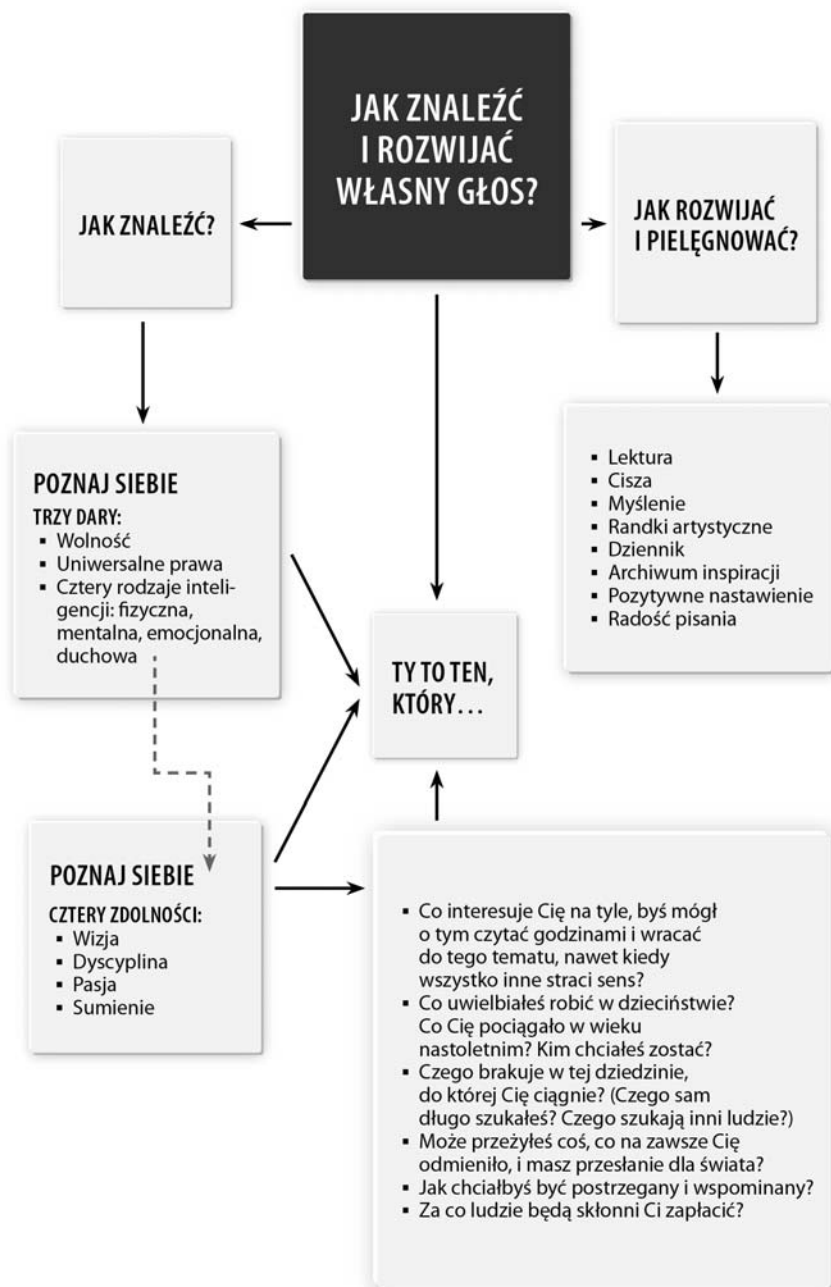 JAK ZNALEŹĆ
I ROZWIJAĆ
WŁASNY GŁOS?
JAK ZNALEŹĆ?
JAK ROZWIJAĆ
I PIELĘGNOWAĆ?
POZNAJ SIEBIE
TRZY DARY:
▪ Wolność
▪ Uniwersalne prawa
▪ Cztery rodzaje inteli-
gencji: fizyczna,
mentalna, emocjonalna,
duchowa
▪ Lektura
▪ Cisza
▪ Myślenie
▪ Randki artystyczne
▪ Dziennik
▪ Archiwum inspiracji
▪ Pozytywne nastawienie
▪ Radość pisania
TY TO TEN,
KTÓRY...
POZNAJ SIEBIE
CZTERY ZDOLNOŚCI:
▪ Wizja
▪ Dyscyplina
▪ Pasja
▪ Sumienie
▪ Co interesuje Cię na tyle, byś mógł
o tym czytać godzinami i wracać
do tego tematu, nawet kiedy
wszystko inne straci sens?
▪ Co uwielbiałeś robić w dzieciństwie?
Co Cię pociągało w wieku
nastoletnim? Kim chciałeś zostać?
▪ Czego brakuje w tej dziedzinie,
do której Cię ciągnie? (Czego sam
długo szukałeś? Czego szukają inni ludzie?)
▪ Może przeżyłeś coś, co na zawsze Cię
odmieniło, i masz przesłanie dla świata?
▪ Jak chciałbyś być postrzegany i wspominany?
▪ Za co ludzie będą skłonni Ci zapłacić?